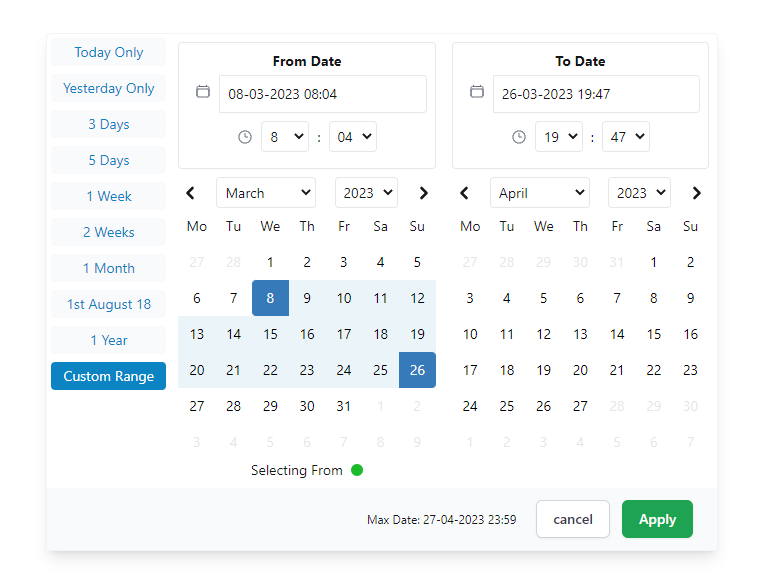 Today Only
Yesterday Only
3 Days
5 Days
1 Week
2 Weeks
1 Month
1st August 18
1 Year
Custom Range
From Date
08-03-2023 08:04
8 : 04
March 2023
Mo Tu We Th Fr Sa Su
27 28 1 2 3 4 5
6 7 8 9 10 11 12
13 14 15 16 17 18 19
20 21 22 23 24 25 26
27 28 29 30 31 1 2
3 4 5 6 7 8 9
Selecting From
To Date
26-03-2023 19:47
19 : 47
April 2023
Mo Tu We Th Fr Sa Su
27 28 29 30 31 1 2
3 4 5 6 7 8 9
10 11 12 13 14 15 16
17 18 19 20 21 22 23
24 25 26 27 28 29 30
1 2 3 4 5 6 7
Max Date: 27-04-2023 23:59
cancel
Apply